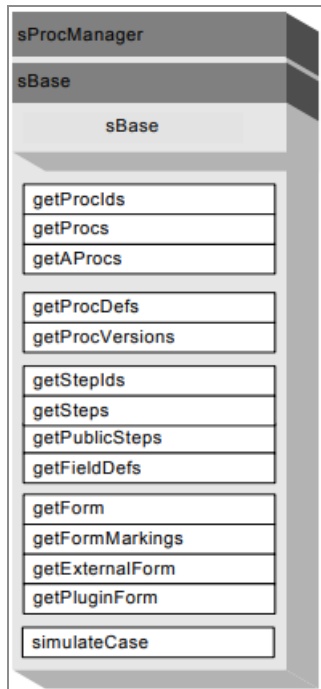 sProcManager
sBase
sBase
getProcIds
getProcs
getAProcs
getProcDefs
getProcVersions
getStepIds
getSteps
getPublicSteps
getFieldDefs
getForm
getFormMarkings
getExternalForm
getPluginForm
simulateCase